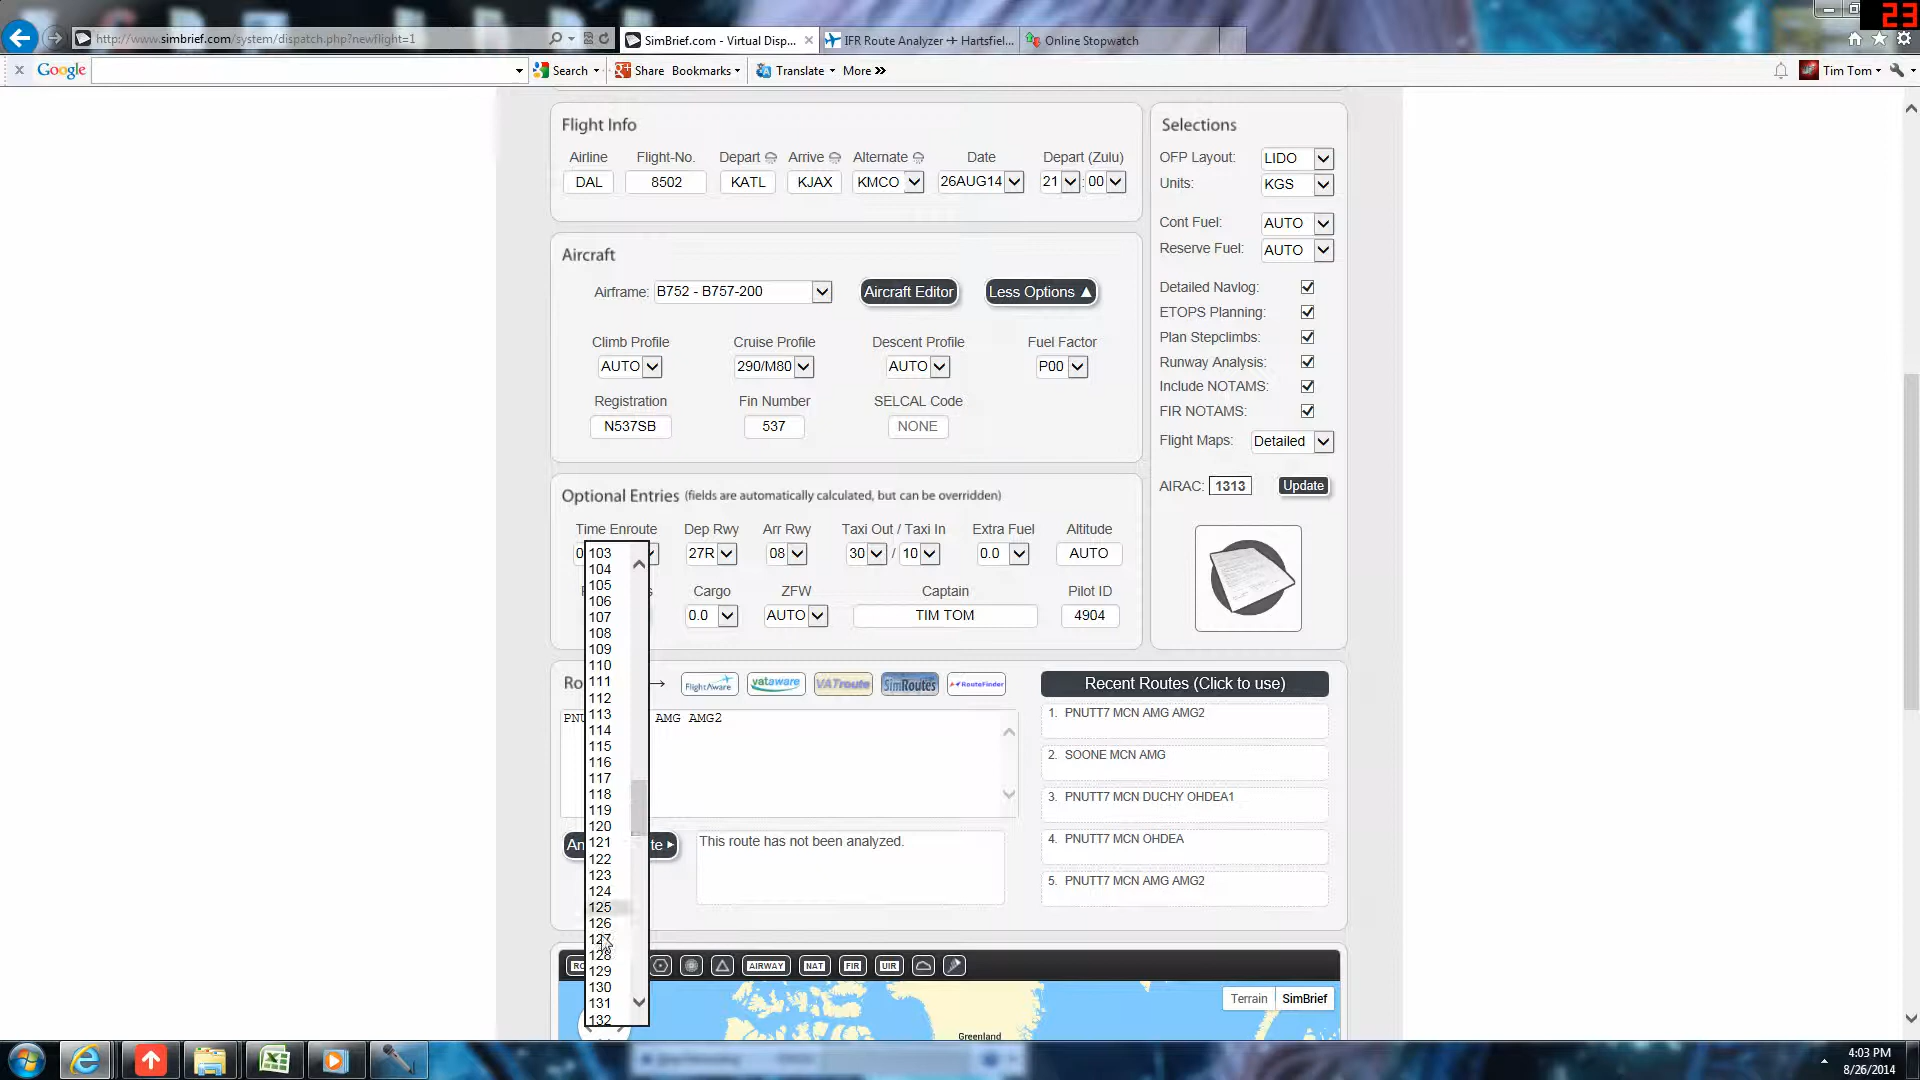 23
http://www.simbrief.com/system/dispatch.php?newflight=1
SimBrief.com - Virtual Disp...
IFR Route Analyzer ✈ Hartsfiel...
Online Stopwatch
x Google
Search
Share
Bookmarks
Translate
More »
Tim Tom
Flight Info
Airline Flight-No. Depart Arrive Alternate Date Depart (Zulu)
DAL 8502 KATL KJAX KMCO 26AUG14 21 : 00
Aircraft
Airframe: B752 - B757-200 Aircraft Editor Less Options ▲
Climb Profile Cruise Profile Descent Profile Fuel Factor
AUTO 290/M80 AUTO P00
Registration Fin Number SELCAL Code
N537SB 537 NONE
Optional Entries (fields are automatically calculated, but can be overridden)
Time Enroute Dep Rwy Arr Rwy Taxi Out / Taxi In Extra Fuel Altitude
0 27R 08 30 / 10 0.0 AUTO
Cargo ZFW Captain Pilot ID
0.0 AUTO TIM TOM 4904
103
104
105
106
107
108
109
110
111
112
113
114
115
116
117
118
119
120
121
122
123
124
125
126
127
128
129
130
131
132
→ FlightAware vataware VATroute SimRoutes RouteFinder
AMG AMG2
This route has not been analyzed.
Recent Routes (Click to use)
1. PNUTT7 MCN AMG AMG2
2. SOONE MCN AMG
3. PNUTT7 MCN DUCHY OHDEA1
4. PNUTT7 MCN OHDEA
5. PNUTT7 MCN AMG AMG2
Selections
OFP Layout: LIDO
Units: KGS
Cont Fuel: AUTO
Reserve Fuel: AUTO
Detailed Navlog:
ETOPS Planning:
Plan Stepclimbs:
Runway Analysis:
Include NOTAMS:
FIR NOTAMS:
Flight Maps: Detailed
AIRAC: 1313 Update
AIRWAY NAT FIR UIR
Terrain SimBrief
Greenland
4:03 PM
8/26/2014